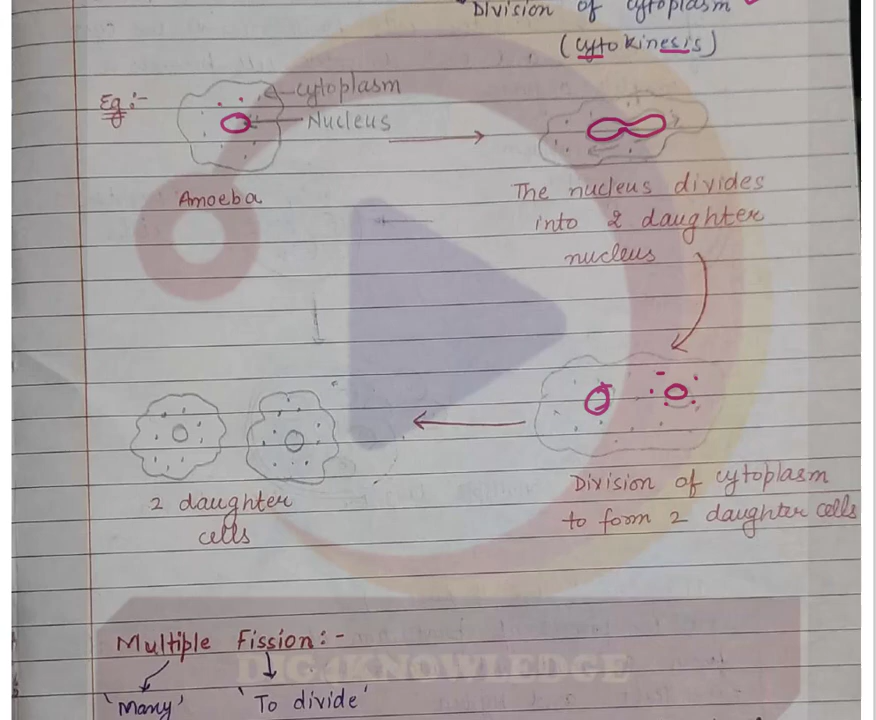 Division of cytoplasm
(cytokinesis)
Eg:-
cytoplasm
Nucleus
Amoeba
The nucleus divides
into 2 daughter
nucleus
2 daughter
cells
Division of cytoplasm
to form 2 daughter cells
Multiple Fission:-
DIG4KNOWLEDGE
'Many' 'To divide'